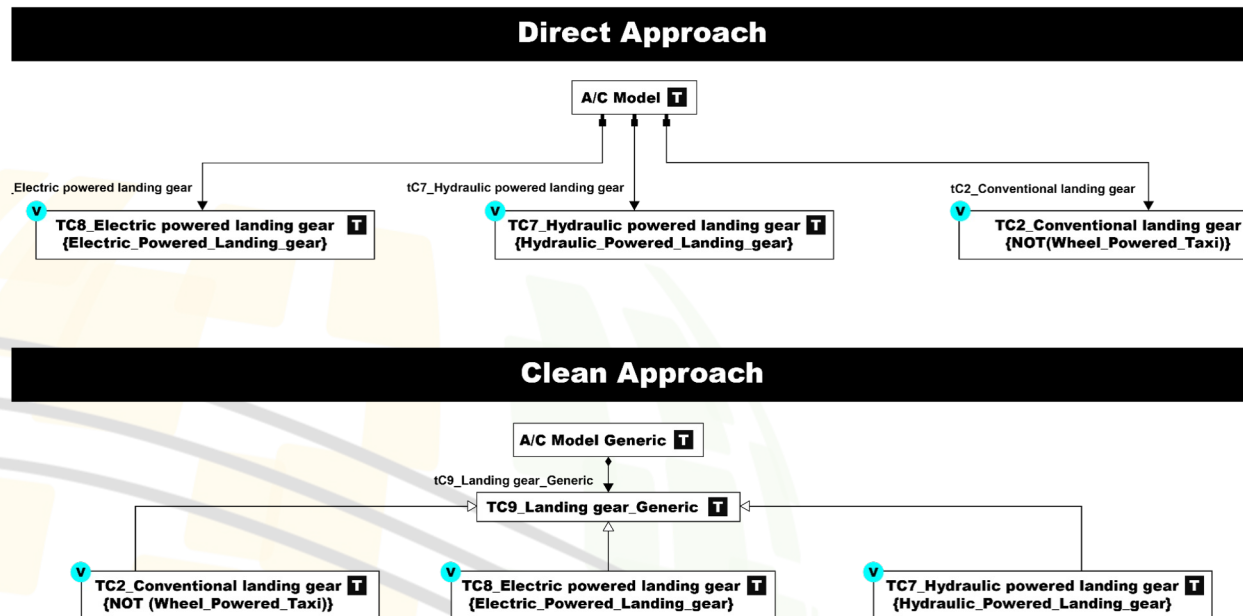 Direct Approach
A/C Model T
_Electric powered landing gear
tC7_Hydraulic powered landing gear
tC2_Conventional landing gear
V
TC8_Electric powered landing gear T
{Electric_Powered_Landing_gear}
V
TC7_Hydraulic powered landing gear T
{Hydraulic_Powered_Landing_gear}
V
TC2_Conventional landing gear
{NOT(Wheel_Powered_Taxi)}
Clean Approach
A/C Model Generic T
tC9_Landing gear_Generic
TC9_Landing gear_Generic T
V
TC2_Conventional landing gear T
{NOT (Wheel_Powered_Taxi)}
V
TC8_Electric powered landing gear T
{Electric_Powered_Landing_gear}
V
TC7_Hydraulic powered landing gear T
{Hydraulic_Powered_Landing_gear}